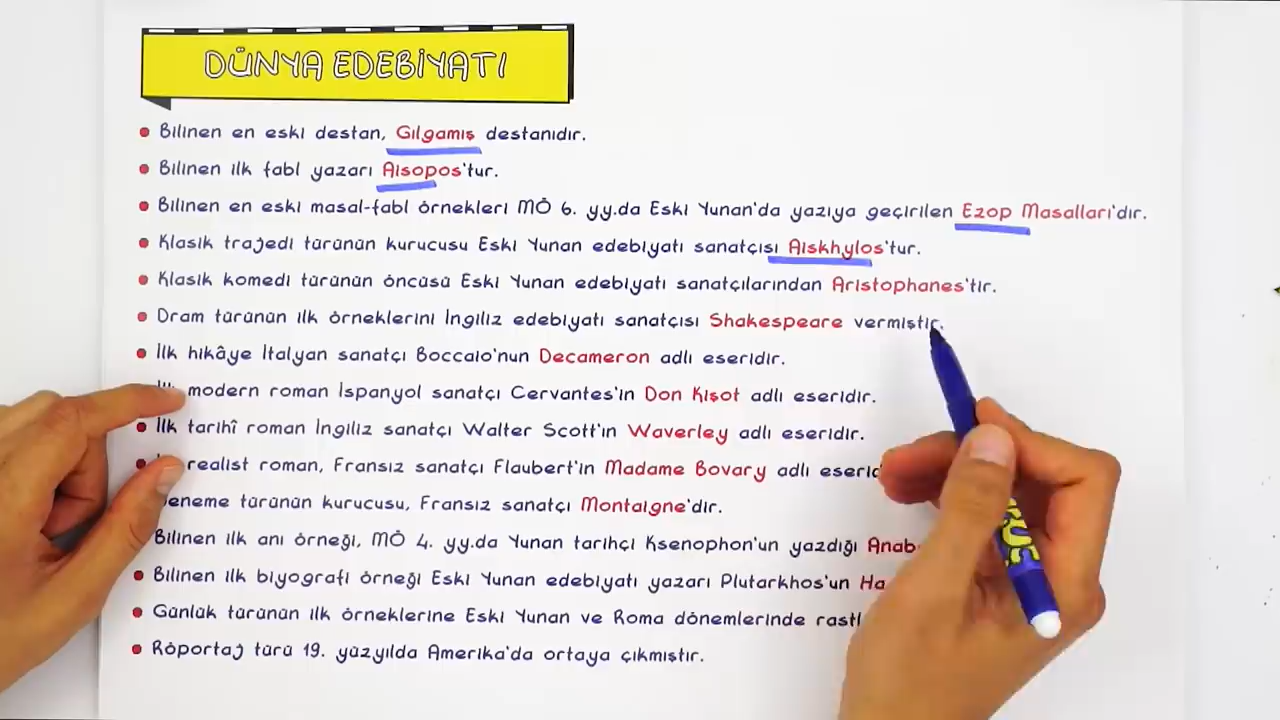 DÜNYA EDEBİYATI
Bilinen en eski destan, Gılgamış destanıdır.
Bilinen ilk fabl yazarı Aisopos'tur.
Bilinen en eski masal-fabl örnekleri MÖ 6. yy.da Eski Yunan'da yazıya geçirilen Ezop Masalları'dır.
Klasik trajedi türünün kurucusu Eski Yunan edebiyatı sanatçısı Aiskhylos'tur.
Klasik komedi türünün öncüsü Eski Yunan edebiyatı sanatçılarından Aristophanes'tir.
Dram türünün ilk örneklerini İngiliz edebiyatı sanatçısı Shakespeare vermiştir.
İlk hikâye İtalyan sanatçı Boccaio'nun Decameron adlı eseridir.
modern roman İspanyol sanatçı Cervantes'in Don Kişot adlı eseridir.
İlk tarihî roman İngiliz sanatçı Walter Scott'ın Waverley adlı eseridir.
realist roman, Fransız sanatçı Flaubert'in Madame Bovary adlı
türünün kurucusu, Fransız sanatçı Montaigne'dir.
Bilinen ilk anı örneği, MÖ 4. yy.da Yunan tarihçi Ksenophon'un yazdığı
Bilinen ilk biyografi örneği Eski Yunan edebiyatı yazarı Plutarkhos'un
Günlük türünün ilk örneklerine Eski Yunan ve Roma dönemlerinde
Röportaj türü 19. yüzyılda Amerika'da ortaya çıkmıştır.